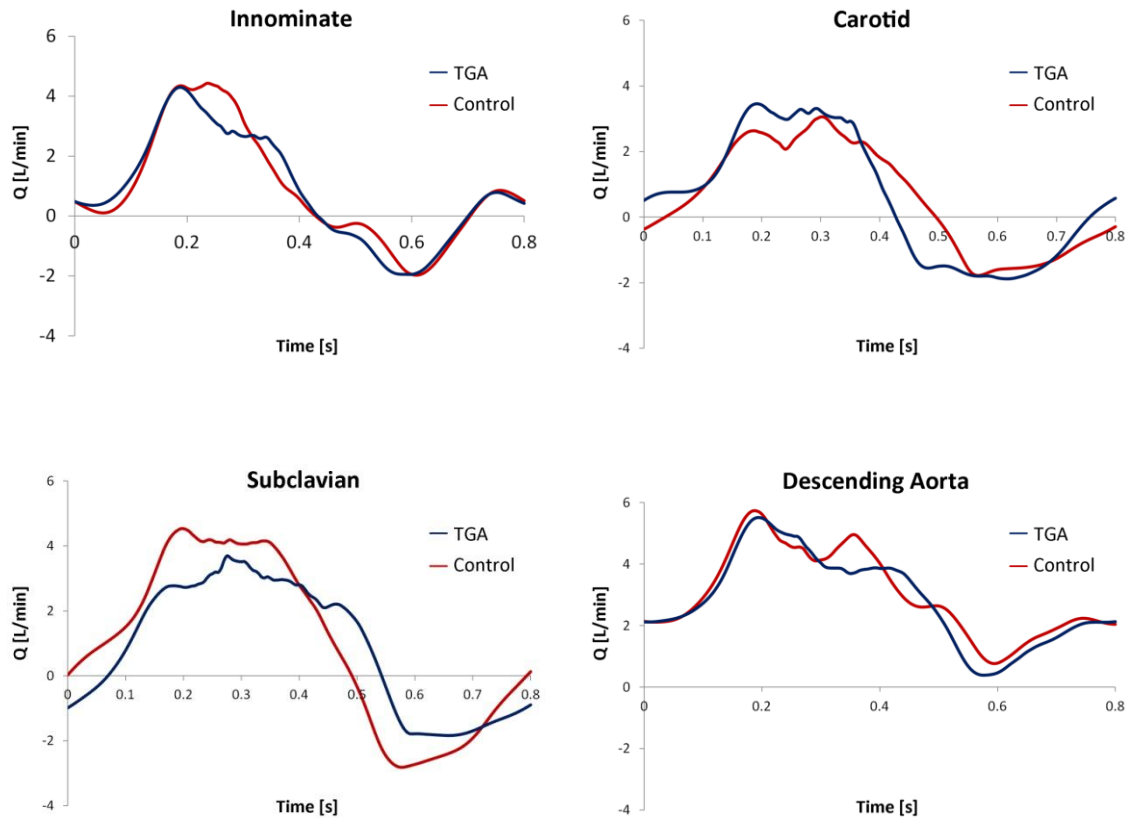 Innominate
6
4
2
0
-2
-4
Q [L/min]
0
0.2
0.4
0.6
0.8
Time [s]
TGA
Control
Carotid
6
4
2
0
-2
-4
Q [L/min]
0
0.1
0.2
0.3
0.4
0.5
0.6
0.7
0.8
Time [s]
TGA
Control
Subclavian
6
4
2
0
-2
-4
Q [L/min]
0
0.1
0.2
0.3
0.4
0.5
0.6
0.7
0.8
Time [s]
TGA
Control
Descending Aorta
6
4
2
0
-2
-4
Q [L/min]
0
0.2
0.4
0.6
0.8
Time [s]
TGA
Control